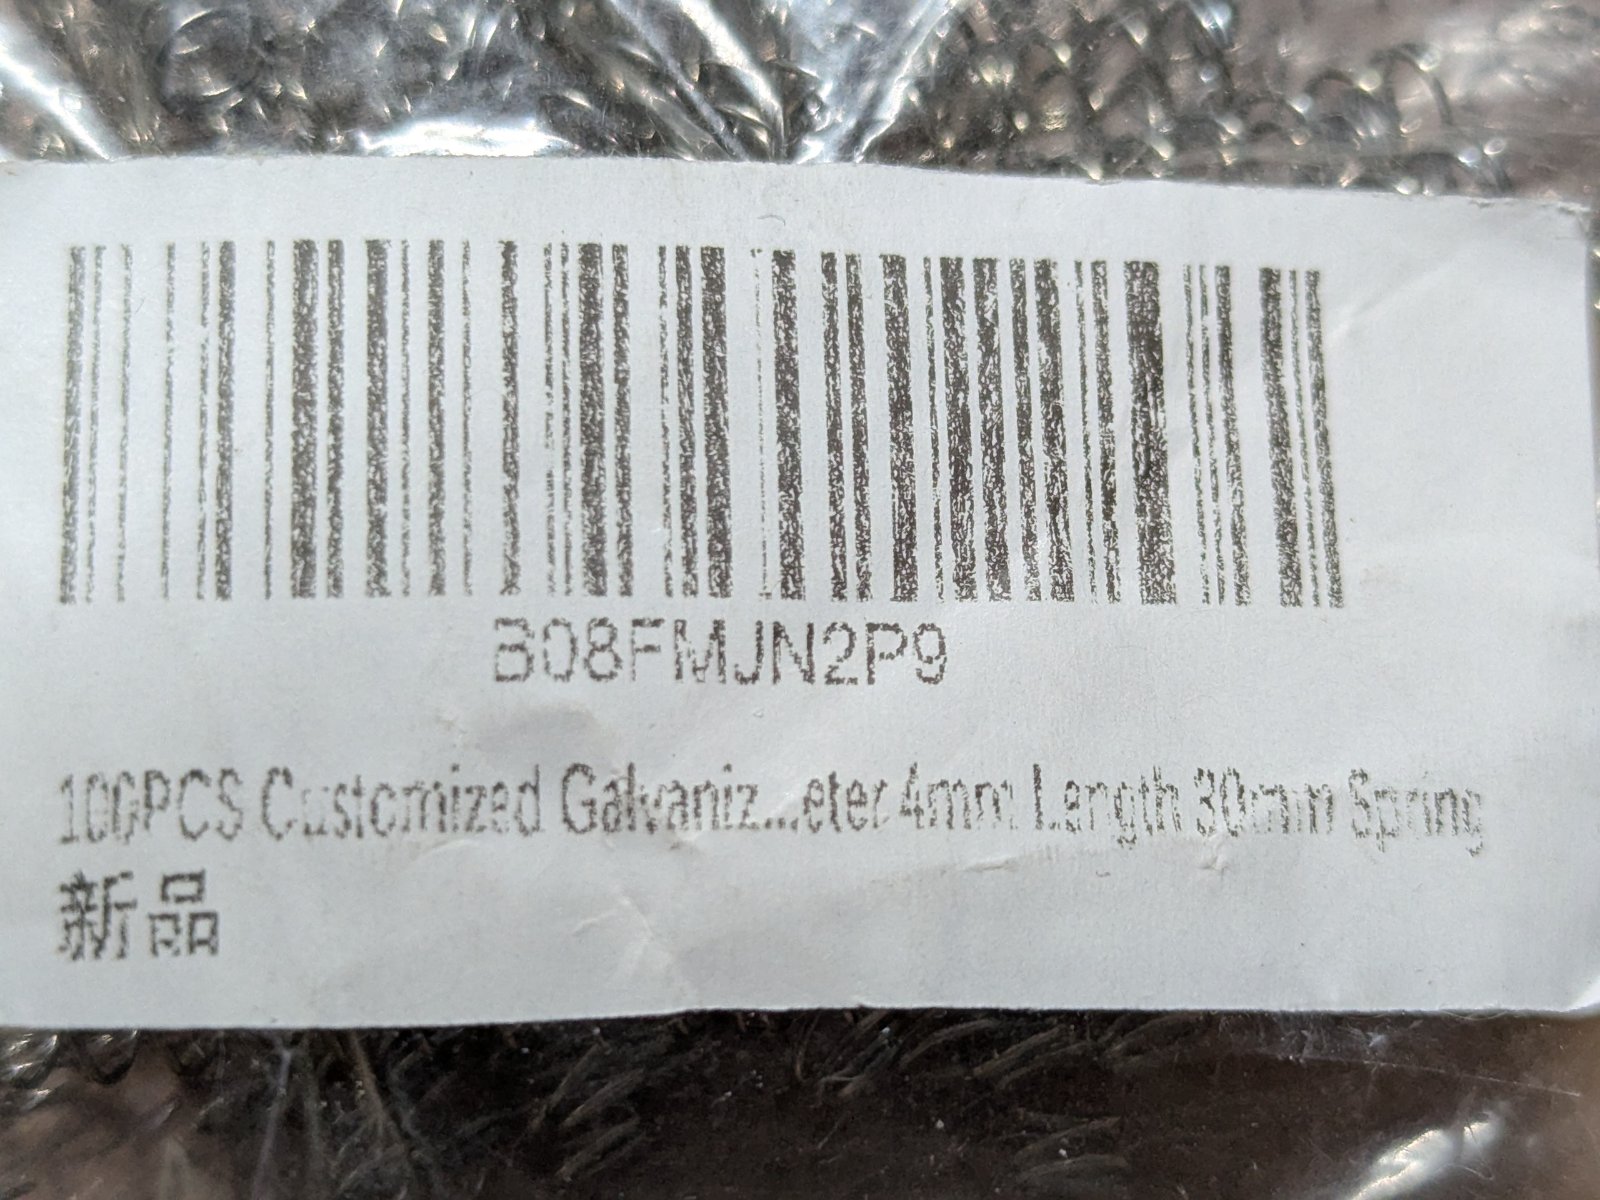 B08FMJN2P9
100PCS Customized Galvaniz...eter 4mm Length 30mm Spring
新品